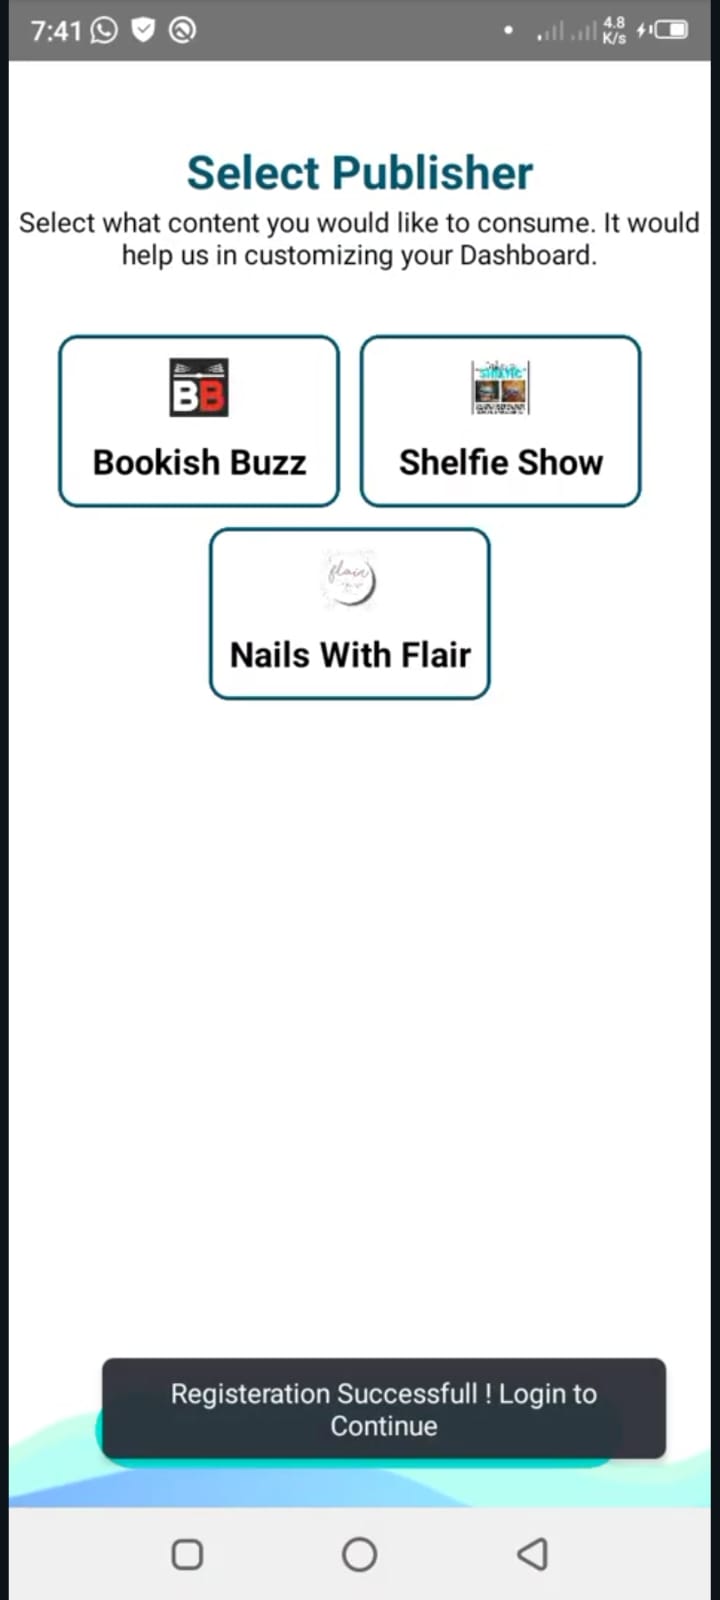 7:41
4.8
K/s
Select Publisher
Select what content you would like to consume. It would
help us in customizing your Dashboard.
BB
Bookish Buzz
Shelfie Show
flair
Nails With Flair
Registeration Successfull ! Login to
Continue